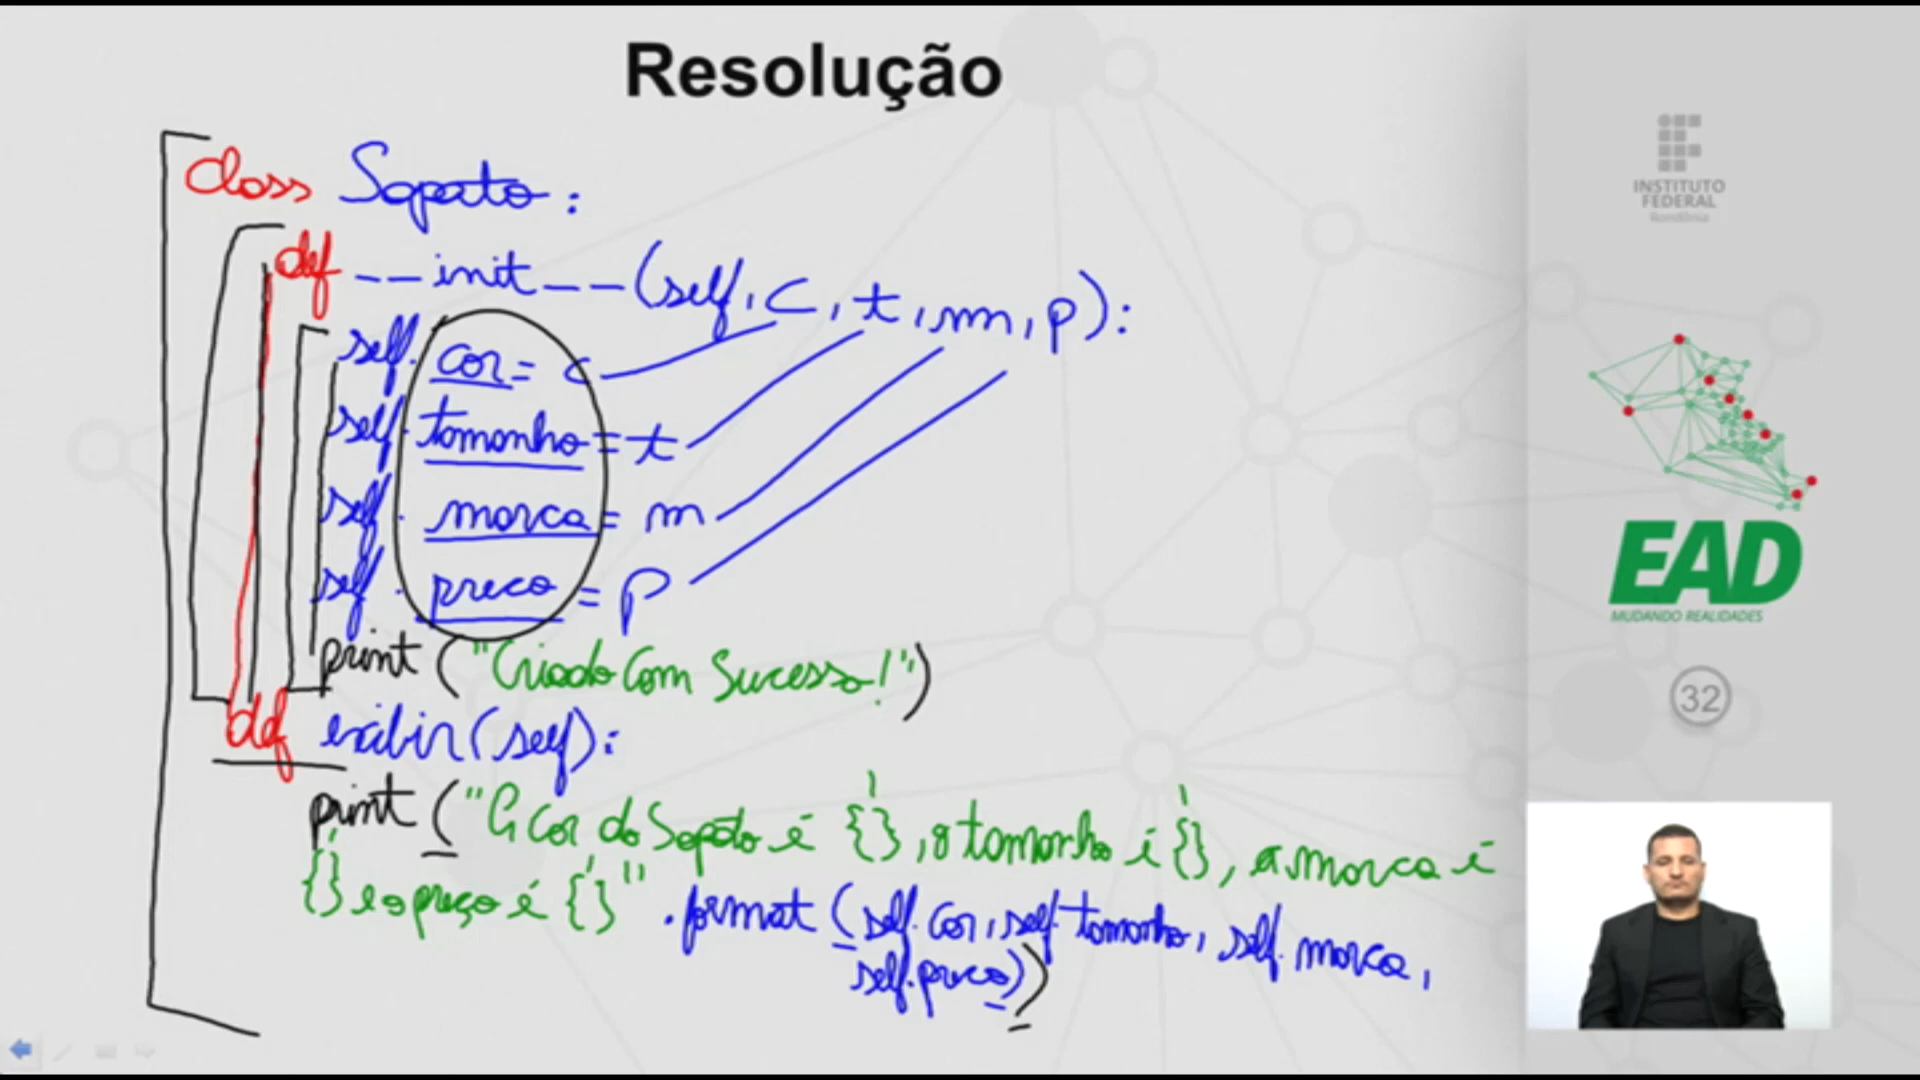 Resolução
class Sapato:
def __init__(self, c, t, m, p):
self.cor = c
self.tamanho = t
self.marca = m
self.preco = p
print ("Criado Com Sucesso!")
def exibir(self):
print ("A Cor do Sapato é {}, o tamanho é {}, a marca é
{} e o preço é {}".format (self.cor, self.tamanho, self.marca,
self.preco))
INSTITUTO
FEDERAL
Rondônia
EAD
MUDANDO REALIDADES
32